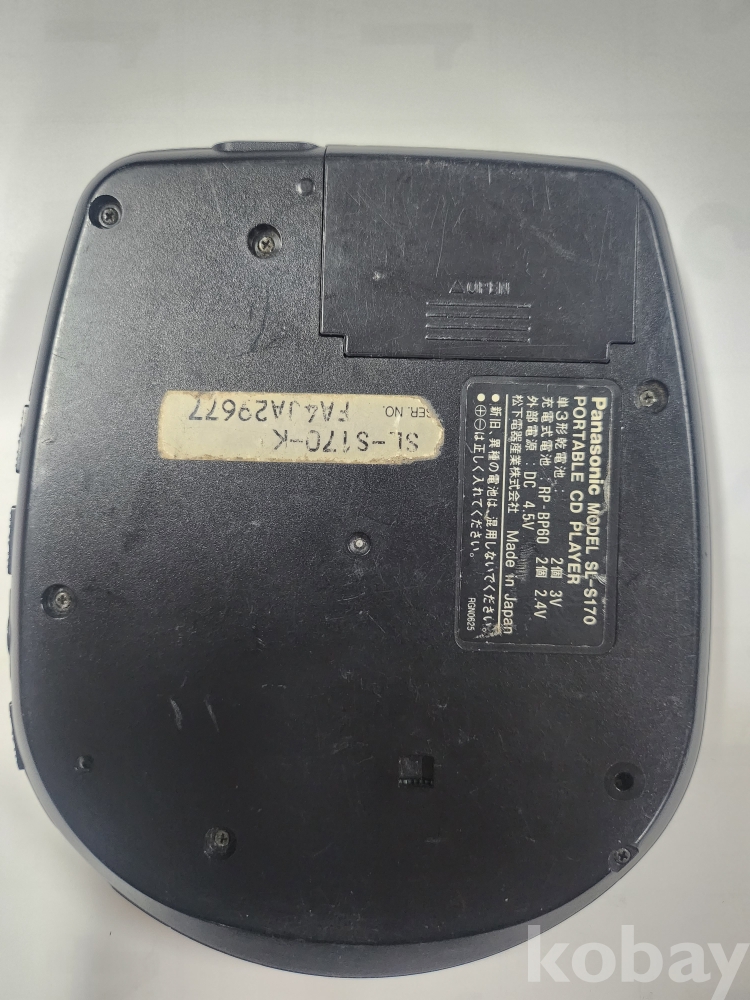 △OPEN
Panasonic MODEL SL-S170
PORTABLE CD PLAYER
単3形乾電池: 2個 3V
充電式電池: RP-BP60 2個 2.4V
外部電源: DC 4.5V
松下電器産業株式会社 Made in Japan
●新旧、異種の電池は、混用しないでください。
●⊕⊖は正しく入れてください。
RGN0625
SL-S170-K
SER. NO.
FA4JA29677
kobay